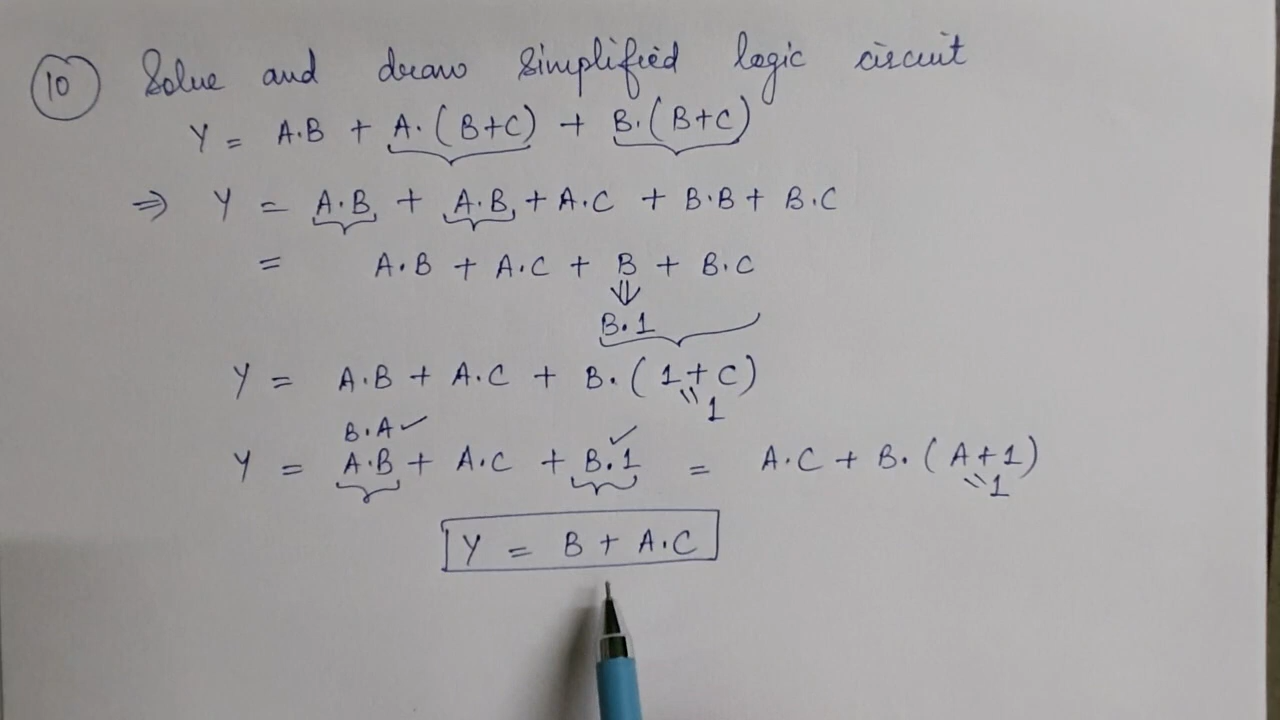 10 Solve and draw simplified logic circuit
Y = A.B + A.(B+C) + B.(B+C)
⇒ Y = A.B + A.B + A.C + B.B + B.C
= A.B + A.C + B + B.C
⇓
B.1
Y = A.B + A.C + B.(1+C)
" 1
B.A ✓ ✓
Y = A.B + A.C + B.1 = A.C + B.(A+1)
" 1
Y = B + A.C